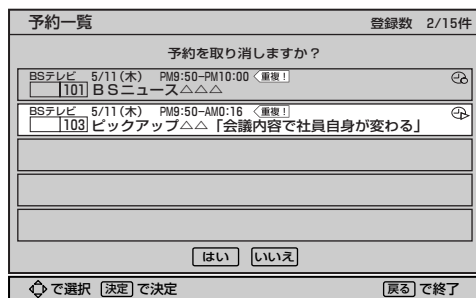 予約一覧 登録数 2/15件
予約を取り消しますか？
BSテレビ 5/11(木) PM9:50-PM10:00 重複！
101 BSニュース△△△
BSテレビ 5/11(木) PM9:50-AM0:16 重複！
103 ピックアップ△△「会議内容で社員自身が変わる」
はい いいえ
で選択 決定 で決定 戻る で終了